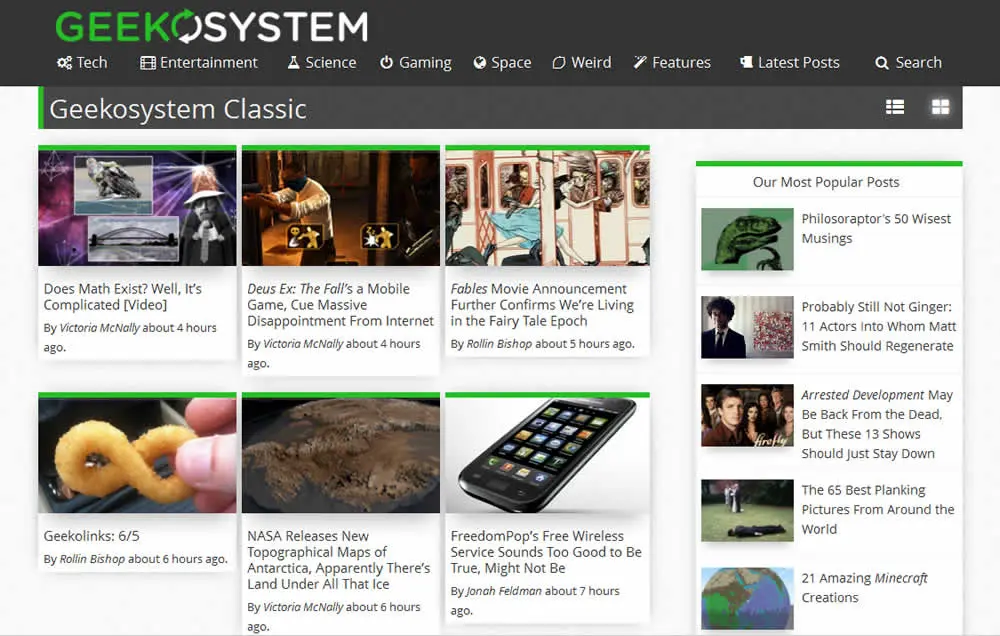 GEEKOSYSTEM
Tech Entertainment Science Gaming Space Weird Features Latest Posts Search
Geekosystem Classic
Does Math Exist? Well, It's
Complicated [Video]
By Victoria McNally about 4 hours
ago.
Deus Ex: The Fall's a Mobile
Game, Cue Massive
Disappointment From Internet
By Victoria McNally about 4 hours
ago.
Fables Movie Announcement
Further Confirms We're Living
in the Fairy Tale Epoch
By Rollin Bishop about 5 hours ago.
Geekolinks: 6/5
By Rollin Bishop about 6 hours ago.
NASA Releases New
Topographical Maps of
Antarctica, Apparently There's
Land Under All That Ice
By Victoria McNally about 6 hours
ago.
FreedomPop's Free Wireless
Service Sounds Too Good to Be
True, Might Not Be
By Jonah Feldman about 7 hours
ago.
Our Most Popular Posts
Philosoraptor's 50 Wisest
Musings
Probably Still Not Ginger:
11 Actors Into Whom Matt
Smith Should Regenerate
Arrested Development May
Be Back From the Dead,
But These 13 Shows
Should Just Stay Down
firefly
The 65 Best Planking
Pictures From Around the
World
21 Amazing Minecraft
Creations